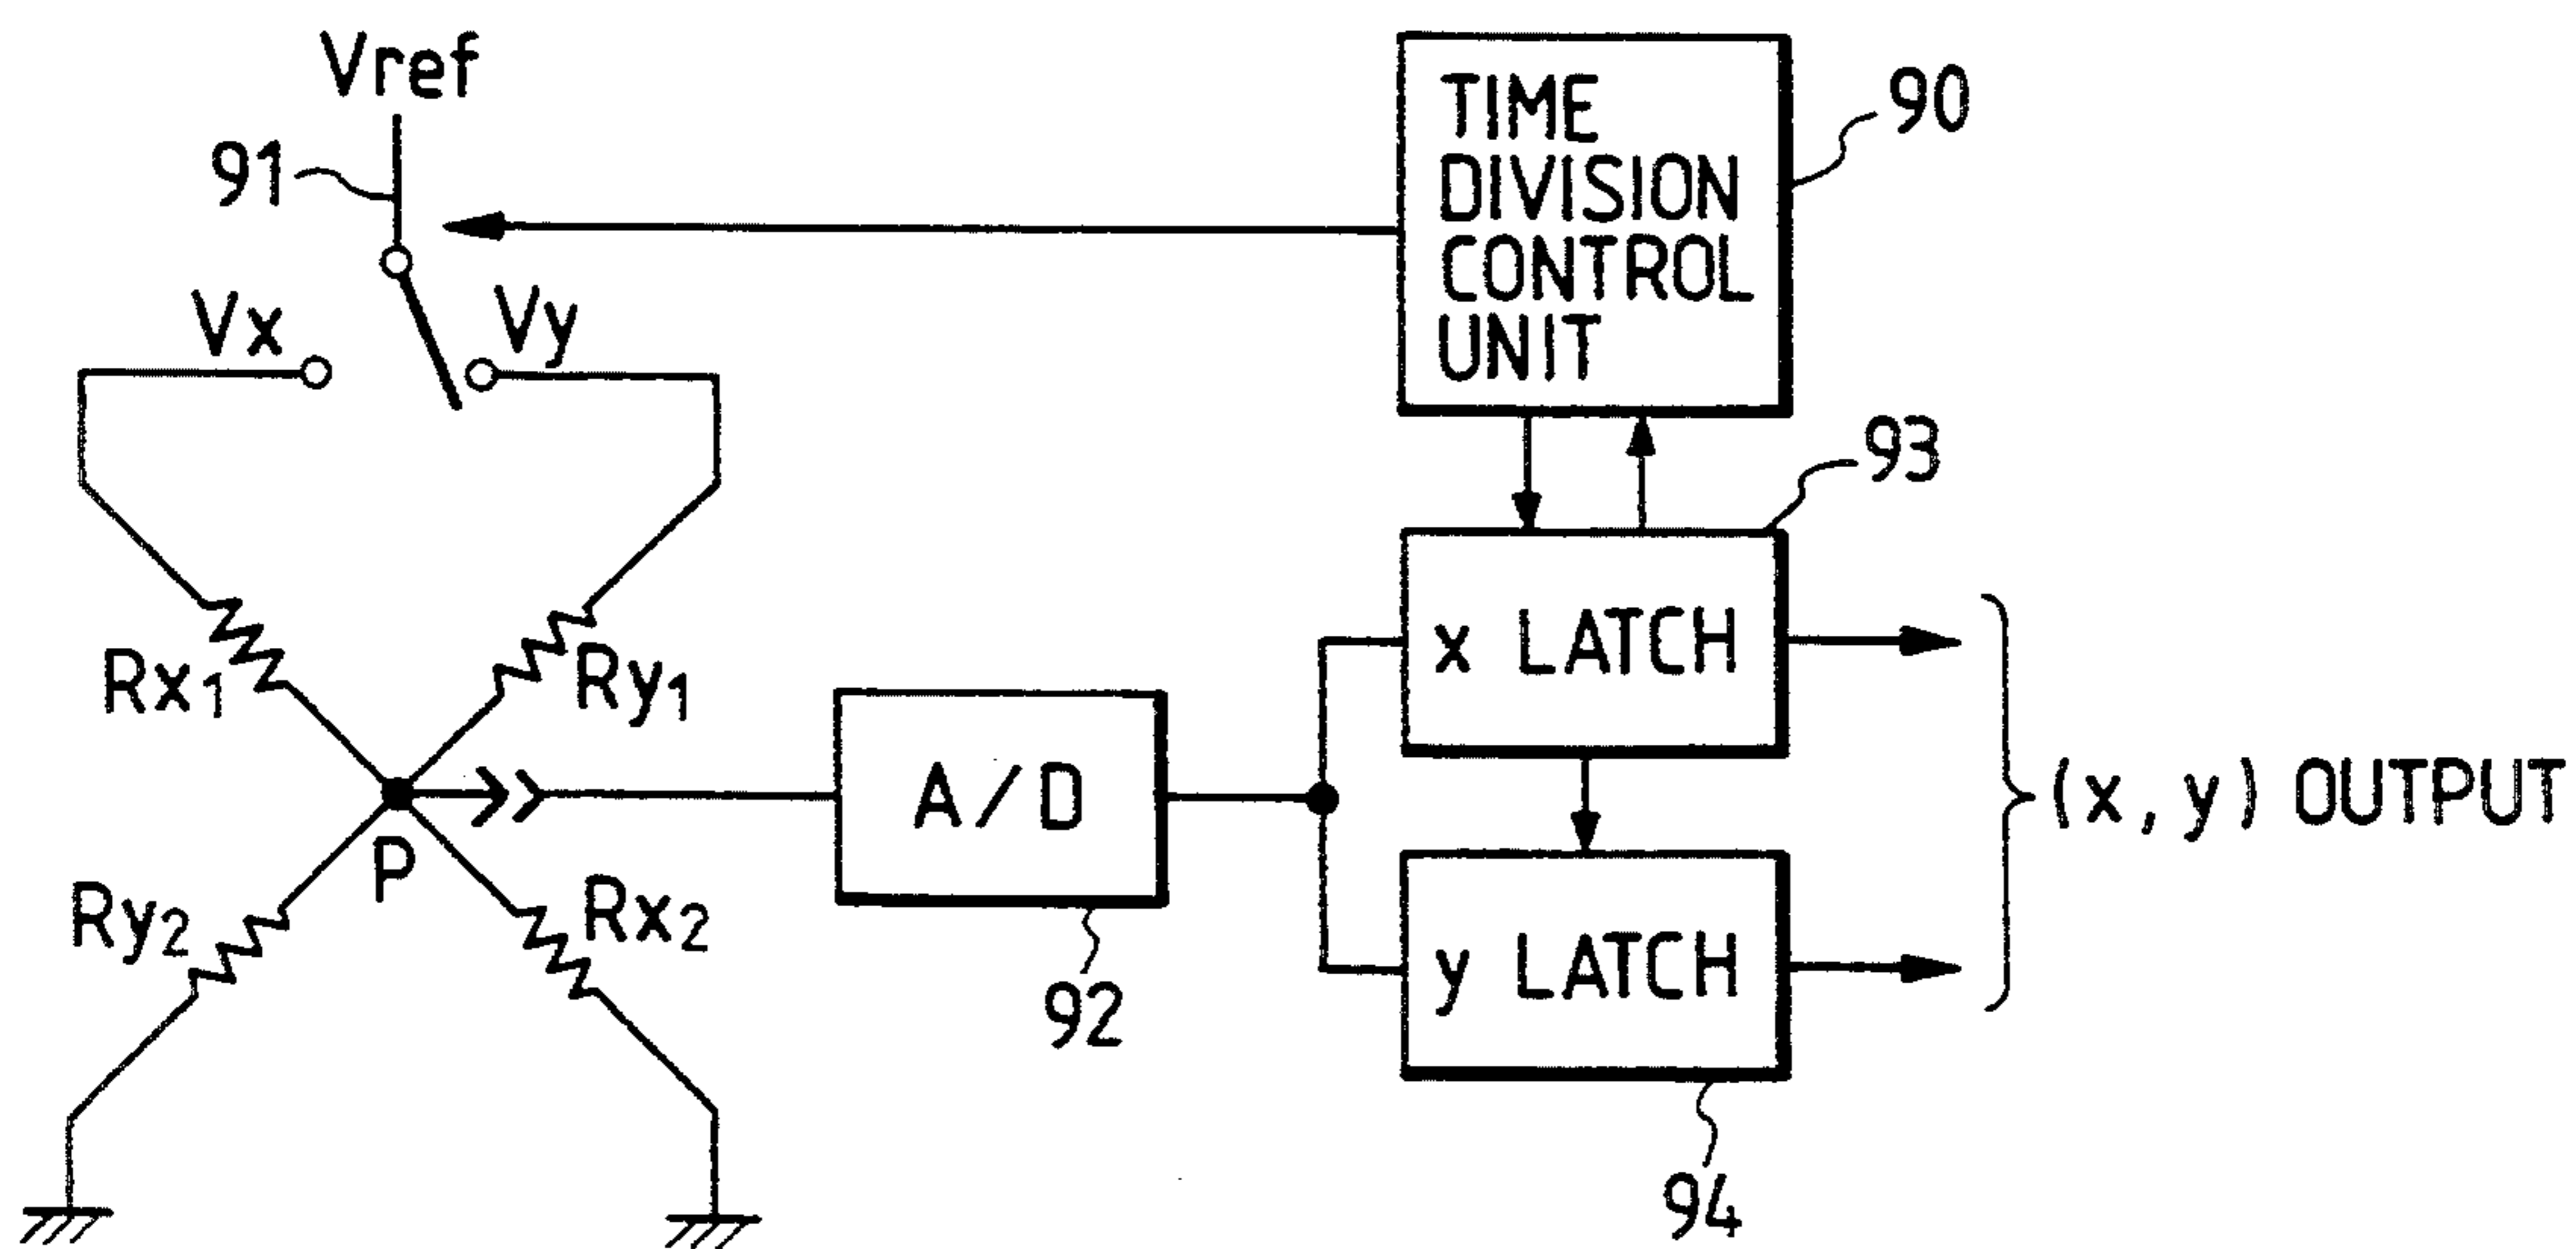 Vref
91
Vx
Vy
TIME
DIVISION
CONTROL
UNIT
90
93
Rx1
Ry1
x LATCH
A/D
P
(x, y) OUTPUT
Ry2
Rx2
y LATCH
92
94